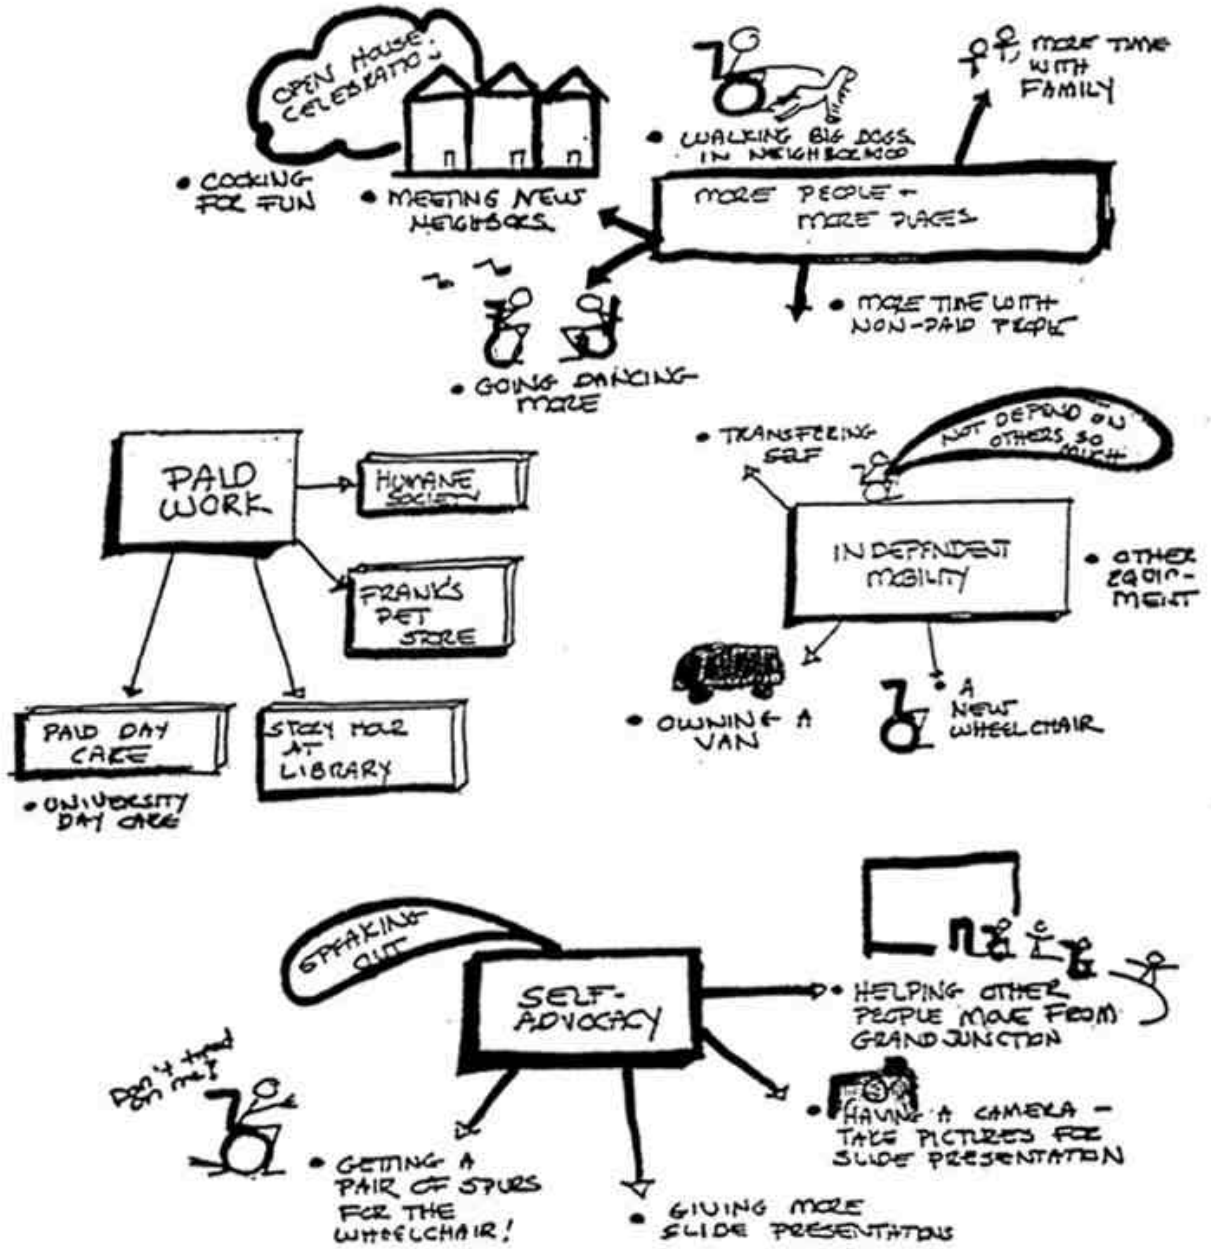 OPEN HOUSE
CELEBRATION
• COOKING
FOR FUN
• MEETING NEW
NEIGHBORS
• WALKING BIG DOGS
IN NEIGHBORHOOD
MORE TIME
WITH
FAMILY
MORE PEOPLE +
MORE PLACES
• MORE TIME WITH
NON-PAID PEOPLE
• GOING DANCING
MORE
PAID
WORK
HUMANE
SOCIETY
FRANK'S
PET
STORE
PAID DAY
CARE
• UNIVERSITY
DAY CARE
STORY HOUR
AT
LIBRARY
• TRANSFERING
SELF
NOT DEPEND ON
OTHERS SO
MUCH
INDEPENDENT
MOBILITY
• OTHER
EQUIP-
MENT
• OWNING A
VAN
• A
NEW
WHEELCHAIR
SPEAKING
OUT
SELF-
ADVOCACY
• HELPING OTHER
PEOPLE MOVE FROM
GRAND JUNCTION
• HAVING A CAMERA -
TAKE PICTURES FOR
SLIDE PRESENTATION
Don't tread
on me!
• GETTING A
PAIR OF SPURS
FOR THE
WHEELCHAIR!
• GIVING MORE
SLIDE PRESENTATIONS